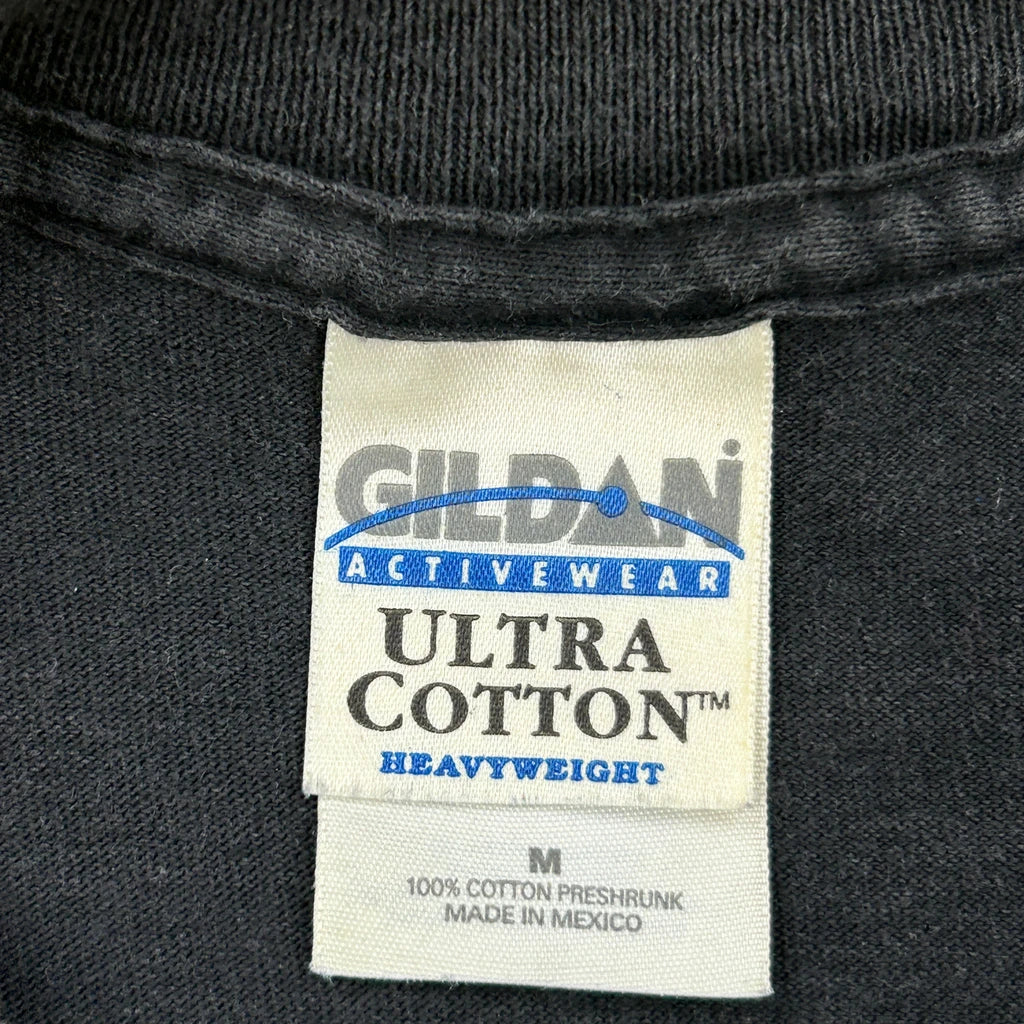 GILDAN
ACTIVEWEAR
ULTRA
COTTON™
HEAVYWEIGHT
M
100% COTTON PRESHRUNK
MADE IN MEXICO